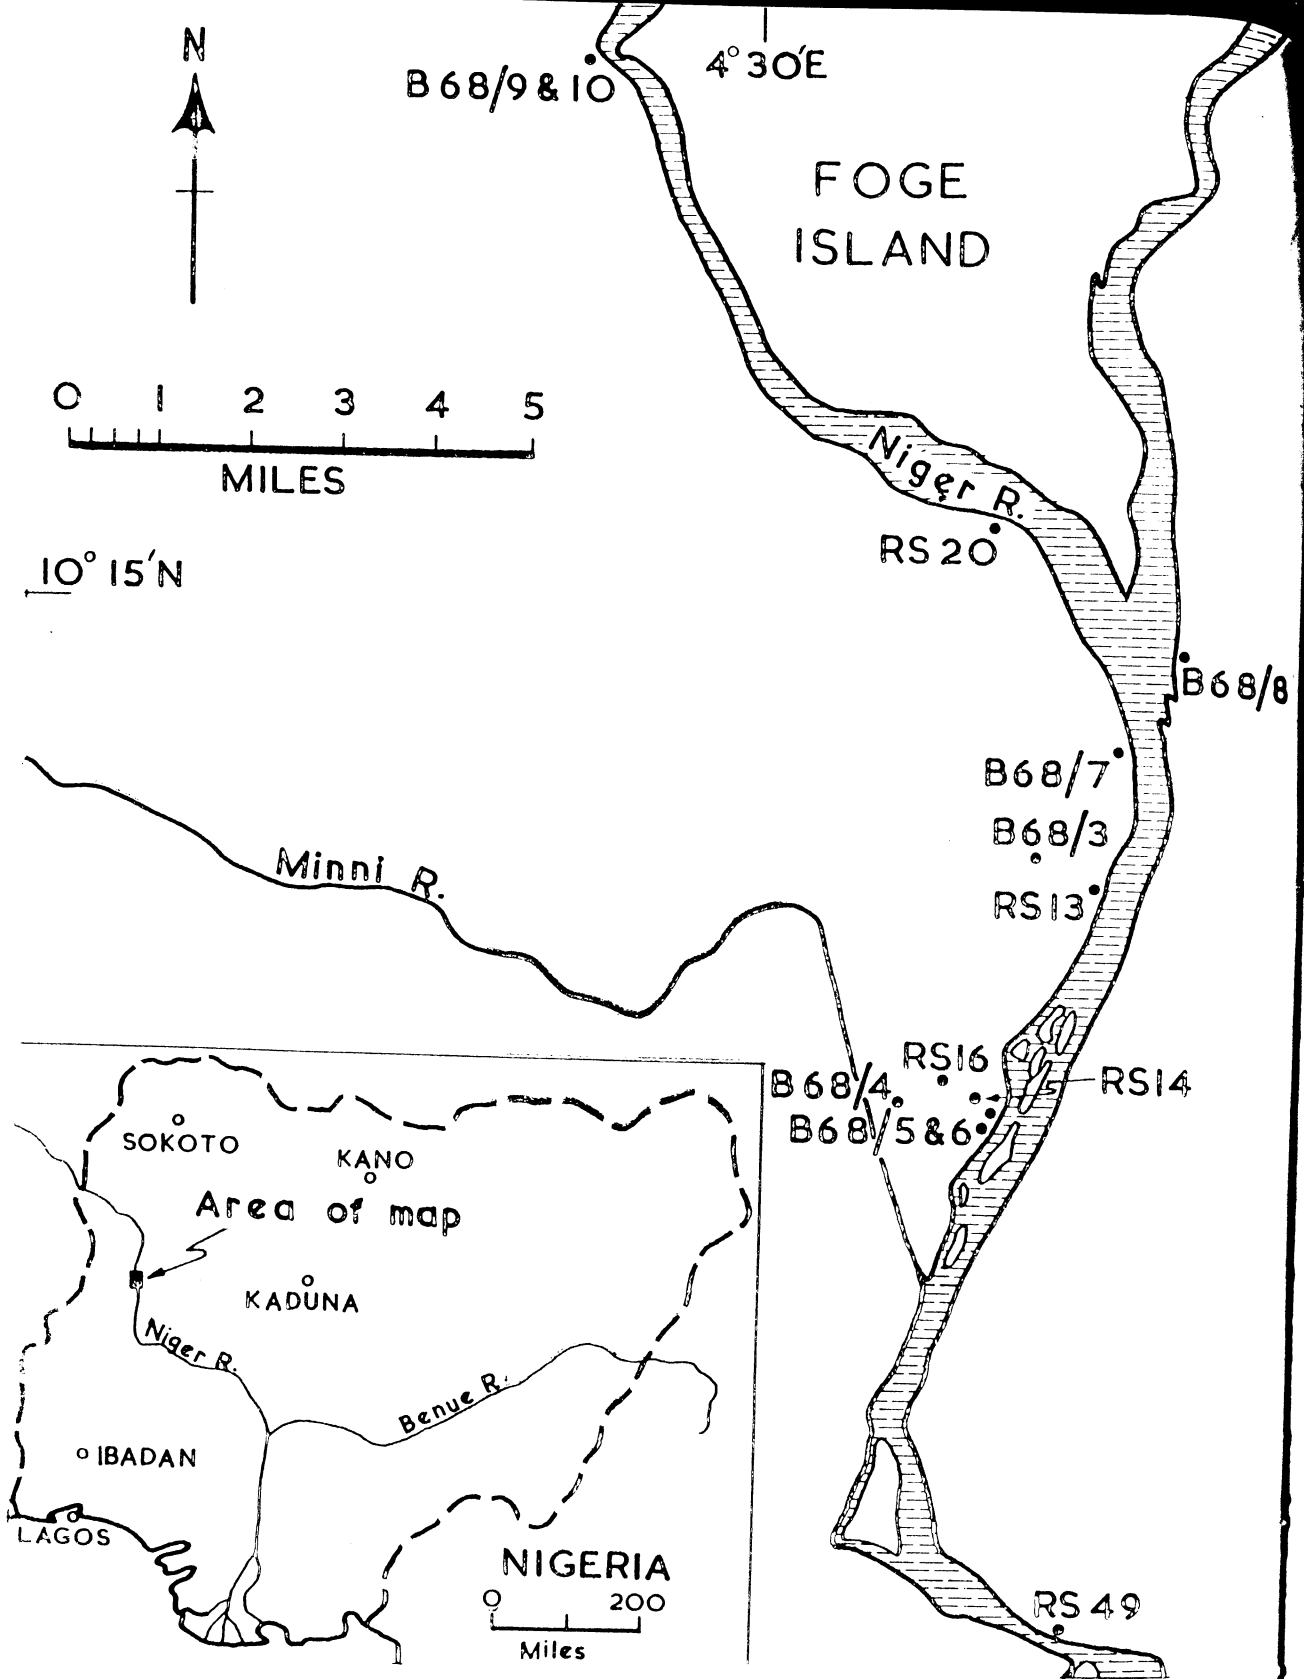 N
4° 30'E
B 68/9 & 10
FOGE
ISLAND
0 1 2 3 4 5
MILES
Niger R.
RS 20
10° 15'N
B68/8
B68/7
B68/3
Minni R.
RS13
RS16
B68/4
RS14
B68/5&6
SOKOTO
KANO
Area of map
KADUNA
Niger R.
Benue R.
IBADAN
LAGOS
NIGERIA
0 200
Miles
RS 49